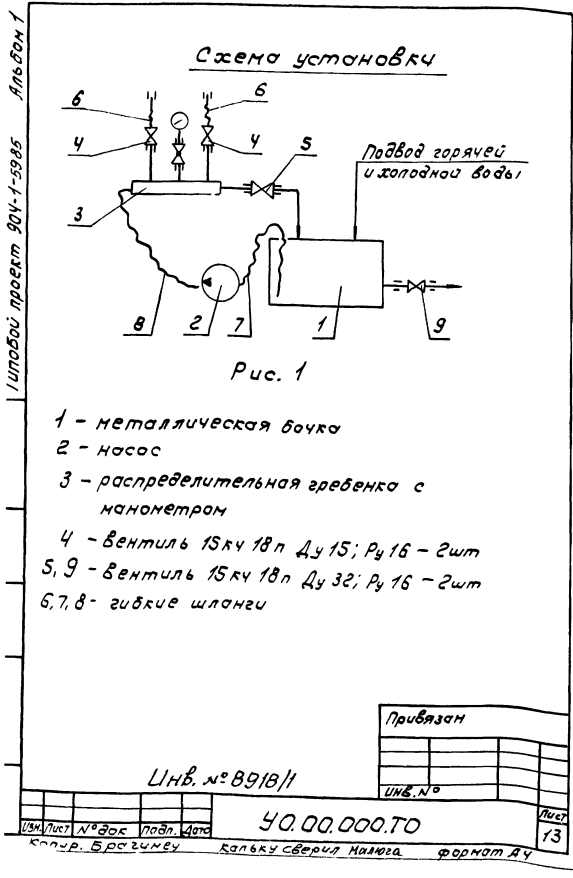 Типовой проект 904-1-5985 Альбом 1
Схема установки
6
6
4
4
5
Подвод горячей
и холодной воды
3
8
2
7
1
9
Рис. 1
1 - металлическая бочка
2 - насос
3 - распределительная гребенка с
манометром
4 - Вентиль 15кч 18п Ду 15; Ру 16 - 2шт
5, 9 - Вентиль 15кч 18п Ду 32; Ру 16 - 2шт
6, 7, 8 - гибкие шланги
Привязан
Инв. № 8918/1
Инв. №
Изм. Лист № док Подп. Дата
У0.00.000.ТО
Лист
13
Копир. кальку сверил Малюга формат А4